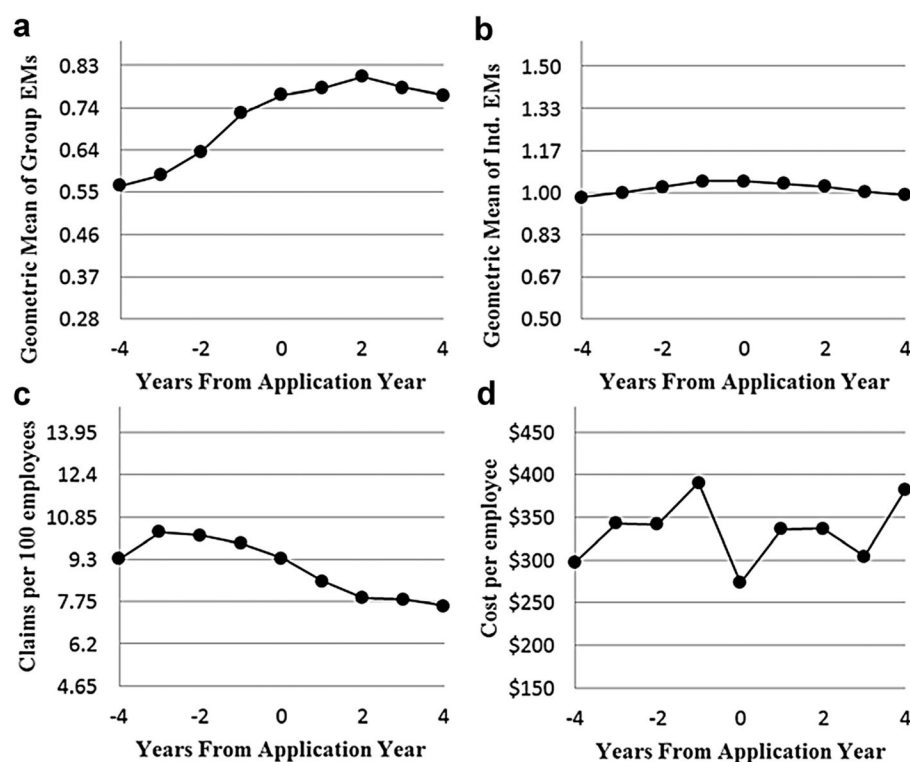 a
Geometric Mean of Group EMs
0.83
0.74
0.64
0.55
0.46
0.37
0.28
-4 -2 0 2 4
Years From Application Year
b
Geometric Mean of Ind. EMs
1.50
1.33
1.17
1.00
0.83
0.67
0.50
-4 -2 0 2 4
Years From Application Year
c
Claims per 100 employees
13.95
12.4
10.85
9.3
7.75
6.2
4.65
-4 -2 0 2 4
Years From Application Year
d
Cost per employee
$450
$400
$350
$300
$250
$200
$150
-4 -2 0 2 4
Years From Application Year